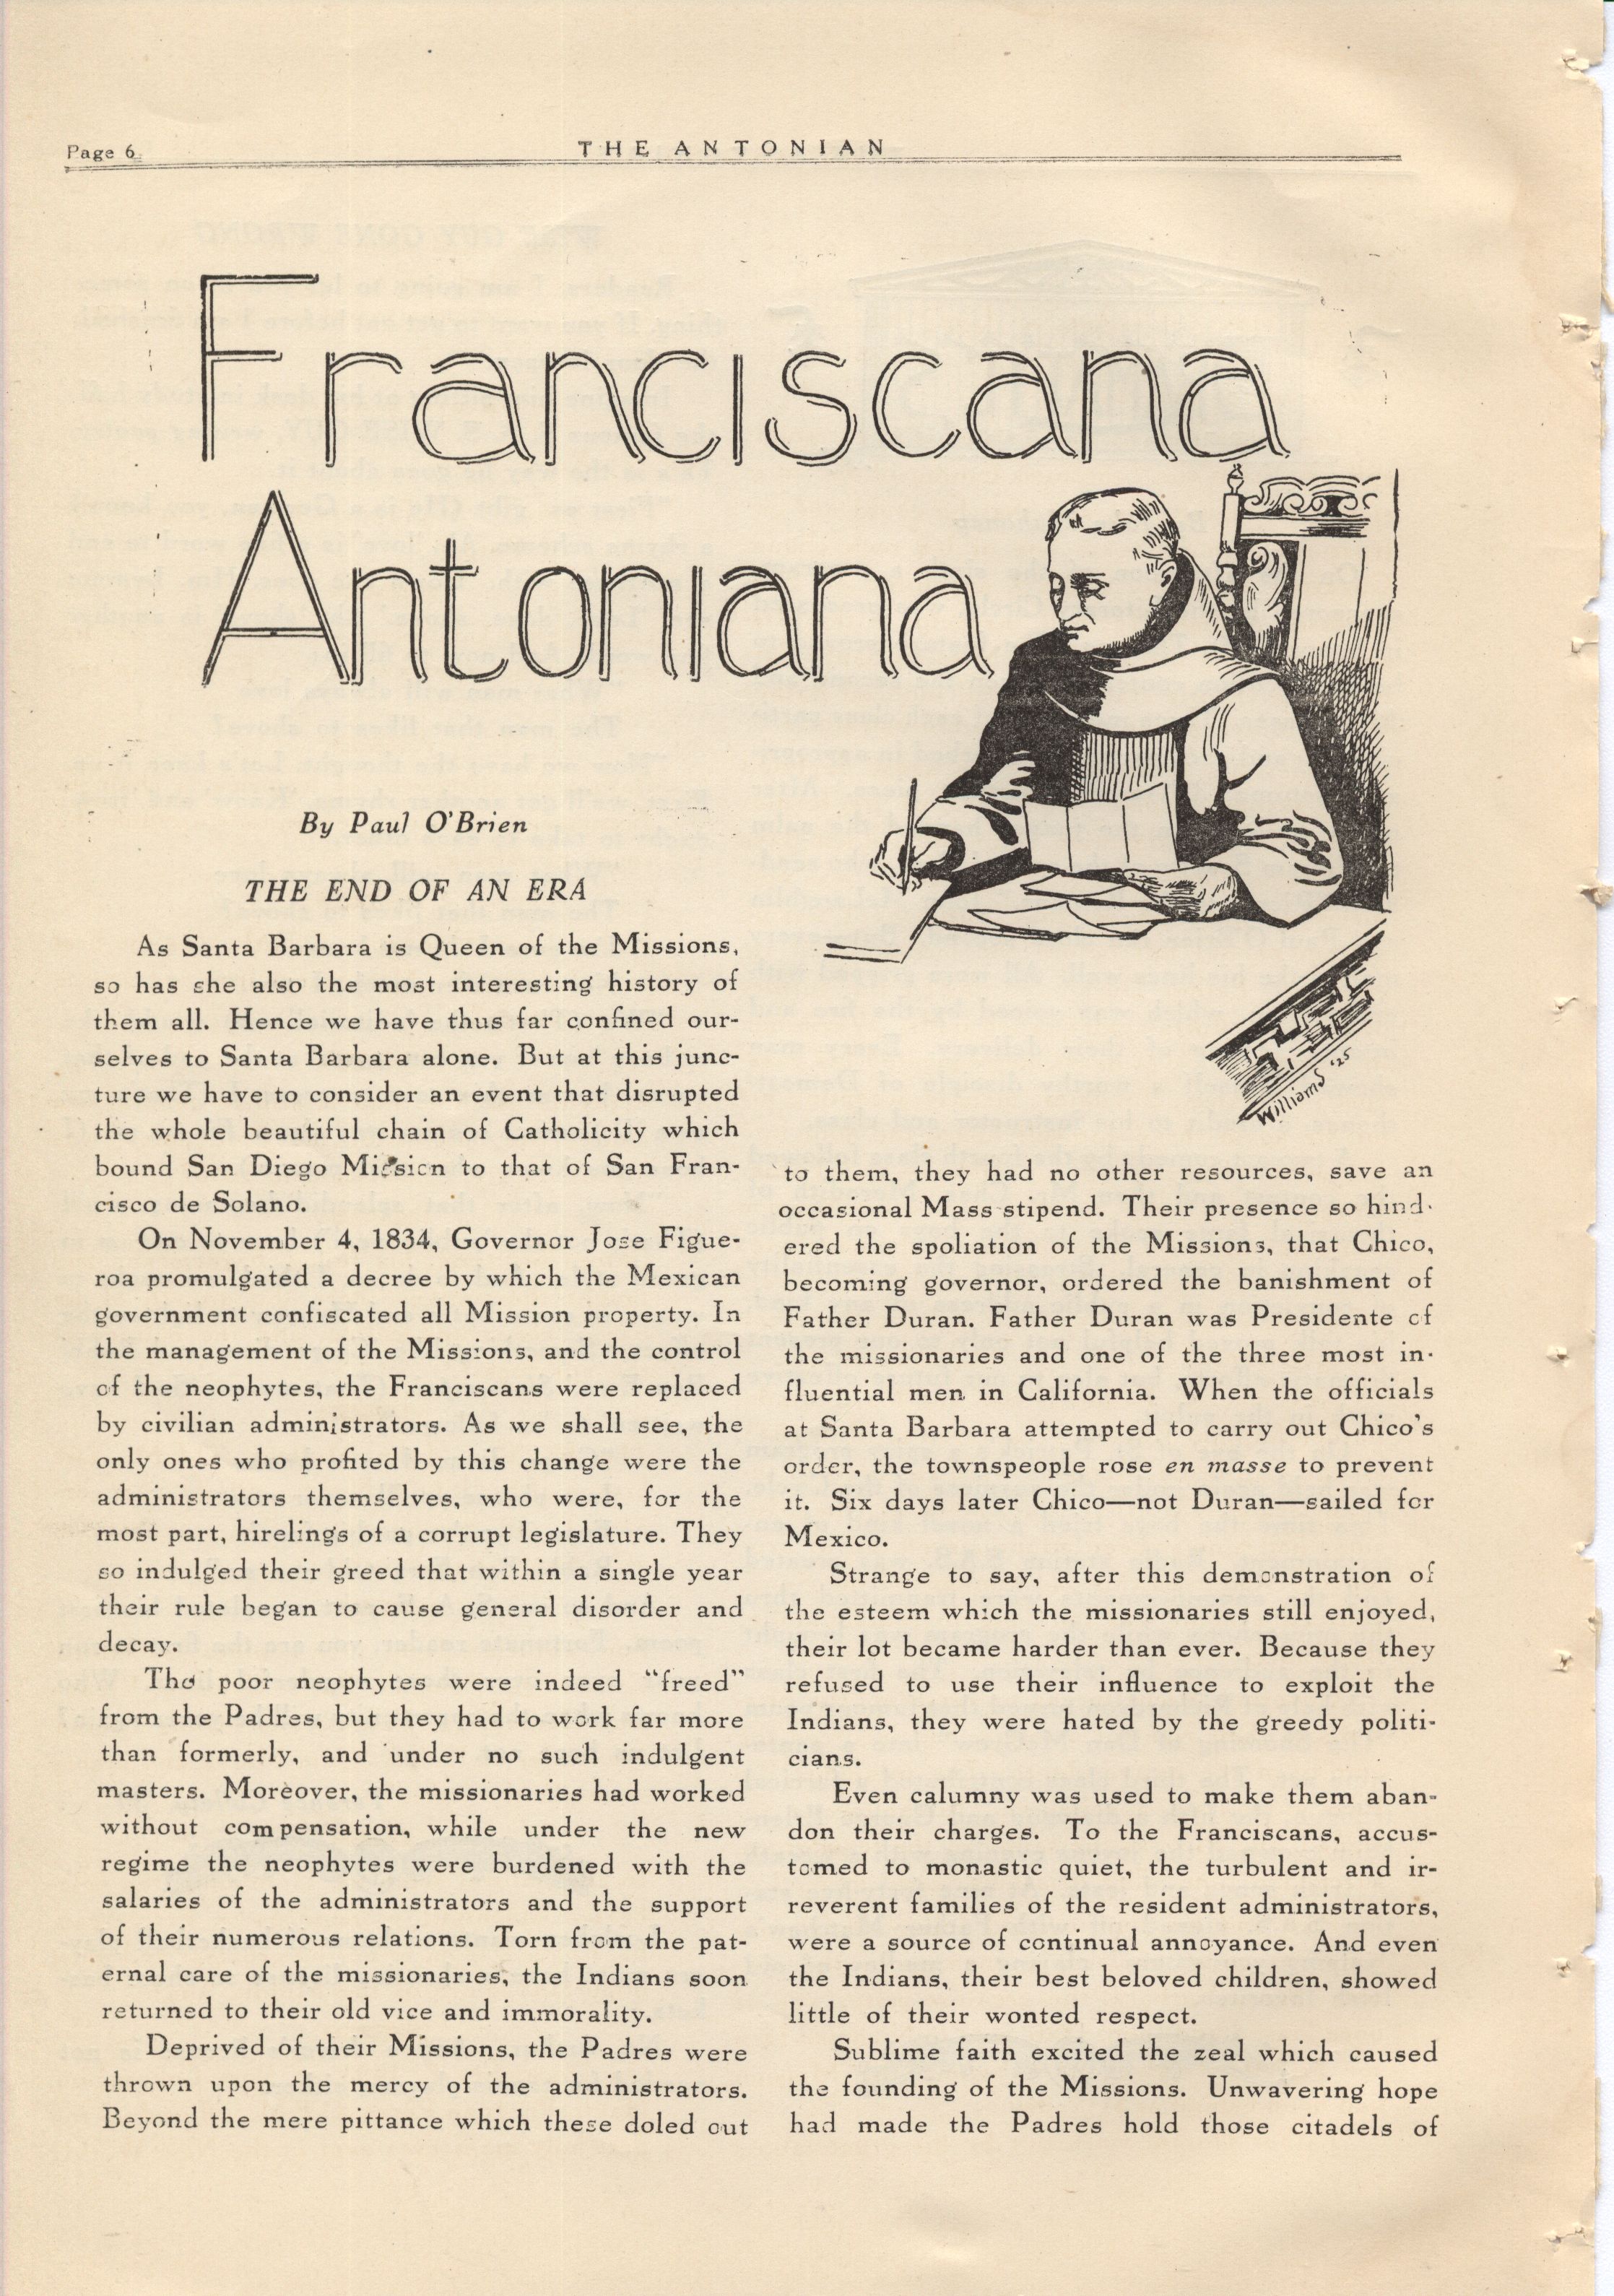 Page 6
THE ANTONIAN
Franciscana
Antoniana
By Paul O'Brien
THE END OF AN ERA
As Santa Barbara is Queen of the Missions,
so has she also the most interesting history of
them all. Hence we have thus far confined our-
selves to Santa Barbara alone. But at this junc-
ture we have to consider an event that disrupted
the whole beautiful chain of Catholicity which
bound San Diego Mission to that of San Fran-
cisco de Solano.
On November 4, 1834, Governor Jose Figue-
roa promulgated a decree by which the Mexican
government confiscated all Mission property. In
the management of the Missions, and the control
of the neophytes, the Franciscans were replaced
by civilian administrators. As we shall see, the
only ones who profited by this change were the
administrators themselves, who were, for the
most part, hirelings of a corrupt legislature. They
so indulged their greed that within a single year
their rule began to cause general disorder and
decay.
The poor neophytes were indeed “freed”
from the Padres, but they had to work far more
than formerly, and under no such indulgent
masters. Moreover, the missionaries had worked
without compensation, while under the new
regime the neophytes were burdened with the
salaries of the administrators and the support
of their numerous relations. Torn from the pat-
ernal care of the missionaries, the Indians soon
returned to their old vice and immorality.
Deprived of their Missions, the Padres were
thrown upon the mercy of the administrators.
Beyond the mere pittance which these doled out
Williams '25
to them, they had no other resources, save an
occasional Mass stipend. Their presence so hind-
ered the spoliation of the Missions, that Chico,
becoming governor, ordered the banishment of
Father Duran. Father Duran was Presidente of
the missionaries and one of the three most in-
fluential men in California. When the officials
at Santa Barbara attempted to carry out Chico's
order, the townspeople rose en masse to prevent
it. Six days later Chico—not Duran—sailed for
Mexico.
Strange to say, after this demonstration of
the esteem which the missionaries still enjoyed,
their lot became harder than ever. Because they
refused to use their influence to exploit the
Indians, they were hated by the greedy politi-
cians.
Even calumny was used to make them aban-
don their charges. To the Franciscans, accus-
tomed to monastic quiet, the turbulent and ir-
reverent families of the resident administrators,
were a source of continual annoyance. And even
the Indians, their best beloved children, showed
little of their wonted respect.
Sublime faith excited the zeal which caused
the founding of the Missions. Unwavering hope
had made the Padres hold those citadels of